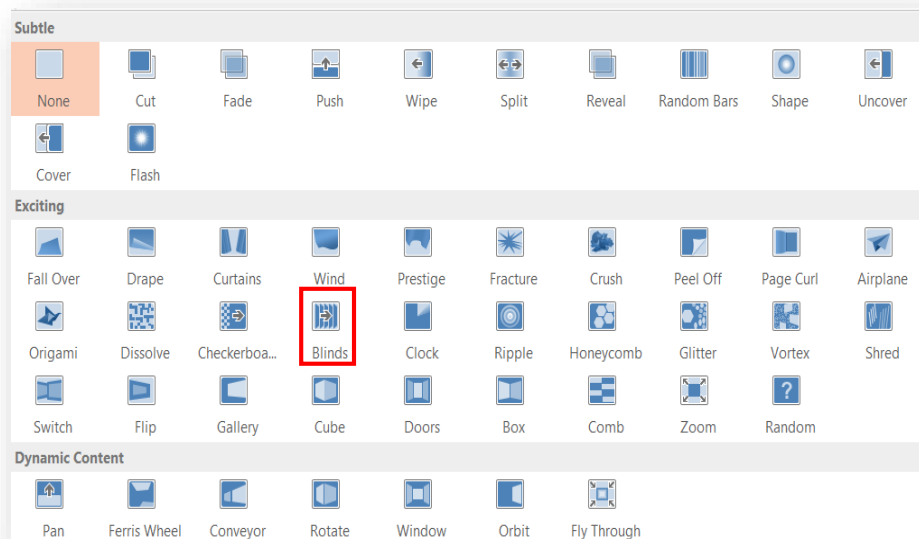 Subtle
None Cut Fade Push Wipe Split Reveal Random Bars Shape Uncover
Cover Flash
Exciting
Fall Over Drape Curtains Wind Prestige Fracture Crush Peel Off Page Curl Airplane
Origami Dissolve Checkerboa... Blinds Clock Ripple Honeycomb Glitter Vortex Shred
Switch Flip Gallery Cube Doors Box Comb Zoom Random
Dynamic Content
Pan Ferris Wheel Conveyor Rotate Window Orbit Fly Through